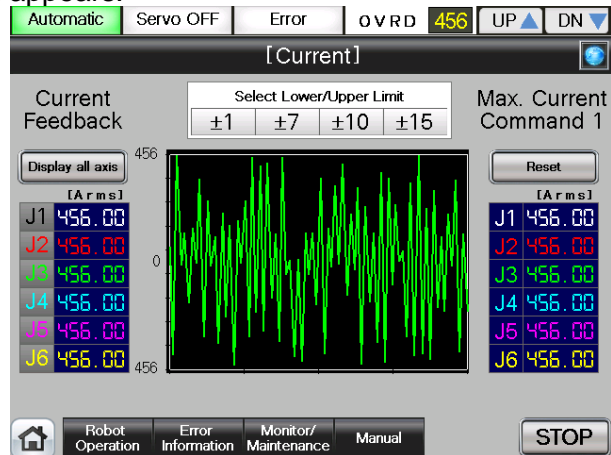 appears.
Automatic Servo OFF Error OVRD 456 UP DN
[Current]
Current Feedback
Select Lower/Upper Limit
±1 ±7 ±10 ±15
Max. Current Command 1
Display all axis
Reset
[Arms]
J1 456.00
J2 456.00
J3 456.00
J4 456.00
J5 456.00
J6 456.00
456
0
456
[Arms]
J1 456.00
J2 456.00
J3 456.00
J4 456.00
J5 456.00
J6 456.00
Robot Operation
Error Information
Monitor/ Maintenance
Manual
STOP